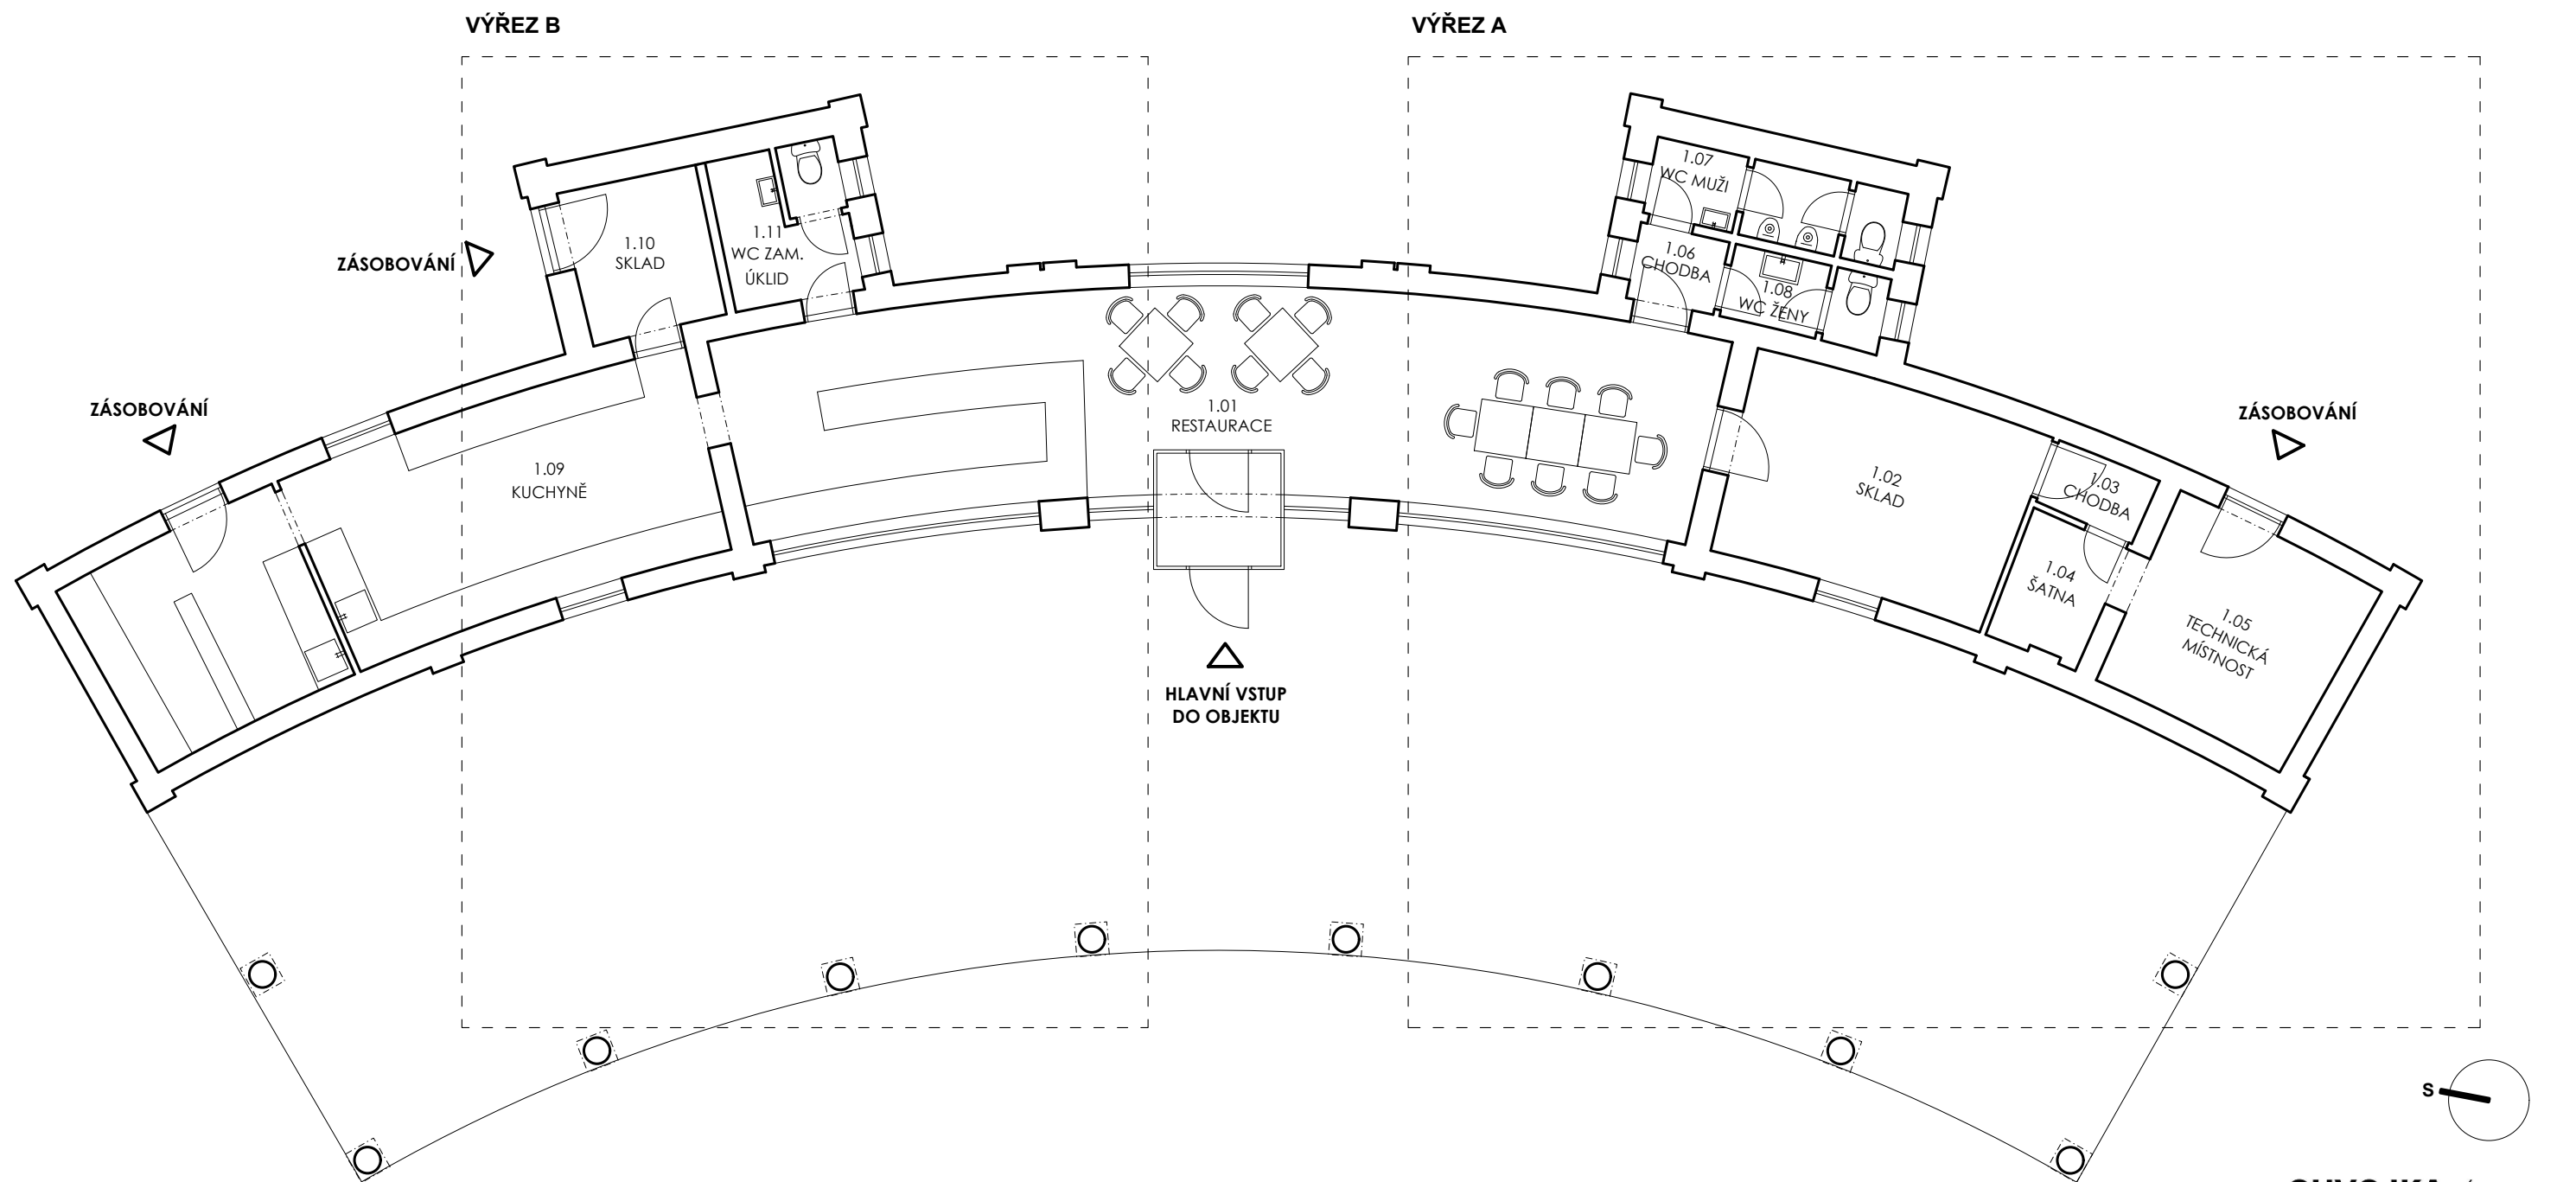 VÝŘEZ B
VÝŘEZ A
1.07
WC MUŽI
1.10
SKLAD
1.11
WC ZAM.
ÚKLID
1.06
CHODBA
1.08
WC ŽENY
ZÁSOBOVÁNÍ
ZÁSOBOVÁNÍ
ZÁSOBOVÁNÍ
1.01
RESTAURACE
1.09
KUCHYNĚ
1.02
SKLAD
1.03
CHODBA
1.04
ŠATNA
1.05
TECHNICKÁ
MÍSTNOST
HLAVNÍ VSTUP
DO OBJEKTU
S